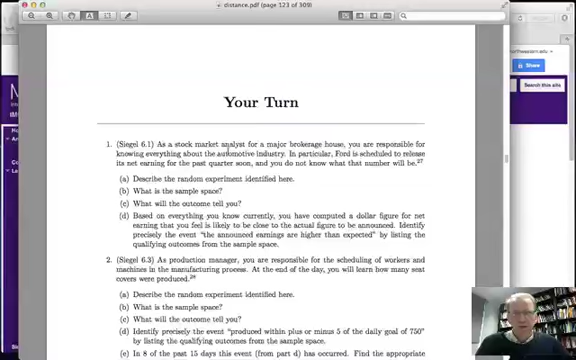 distance.pdf (page 123 of 309)
northwestern.edu
Share
Search this site
Your Turn
1. (Siegel 6.1) As a stock market analyst for a major brokerage house, you are responsible for
knowing everything about the automotive industry. In particular, Ford is scheduled to release
its net earning for the past quarter soon, and you do not know what that number will be.27
(a) Describe the random experiment identified here.
(b) What is the sample space?
(c) What will the outcome tell you?
(d) Based on everything you know currently, you have computed a dollar figure for net
earning that you feel is likely to be close to the actual figure to be announced. Identify
precisely the event “the announced earnings are higher than expected” by listing the
qualifying outcomes from the sample space.
2. (Siegel 6.3) As production manager, you are responsible for the scheduling of workers and
machines in the manufacturing process. At the end of the day, you will learn how many seat
covers were produced.28
(a) Describe the random experiment identified here.
(b) What is the sample space?
(c) What will the outcome tell you?
(d) Identify precisely the event “produced within plus or minus 5 of the daily goal of 750”
by listing the qualifying outcomes from the sample space.
(e) In 8 of the past 15 days this event (from part d) has occurred. Find the appropriate